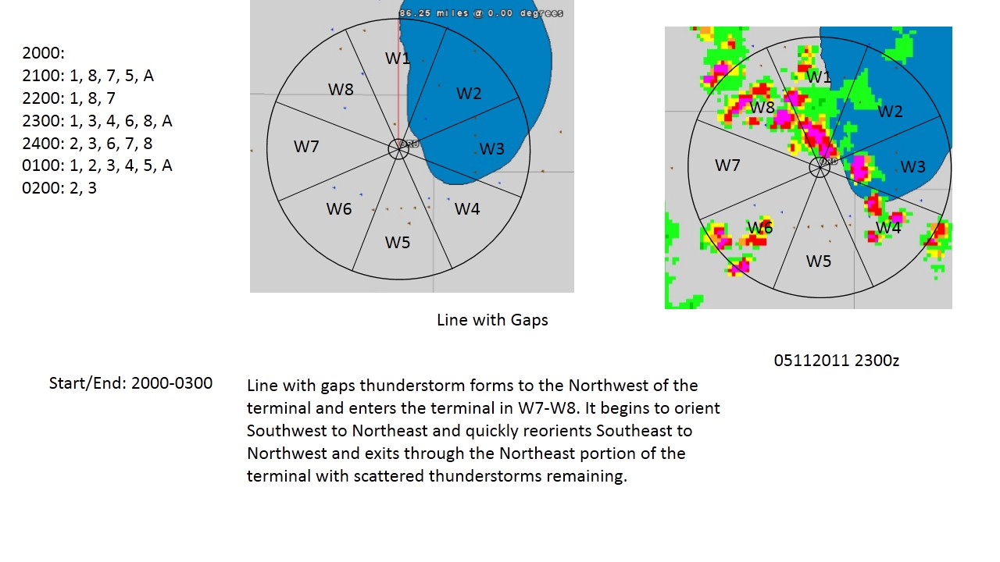 86.25 miles @ 0.00 degrees
2000:
2100: 1, 8, 7, 5, A
2200: 1, 8, 7
2300: 1, 3, 4, 6, 8, A
2400: 2, 3, 6, 7, 8
0100: 1, 2, 3, 4, 5, A
0200: 2, 3
W1
W2
W3
W4
W5
W6
W7
W8
ORD
W1
W2
W3
W4
W5
W6
W7
W8
ORD
Line with Gaps
05112011 2300z
Start/End: 2000-0300
Line with gaps thunderstorm forms to the Northwest of the
terminal and enters the terminal in W7-W8. It begins to orient
Southwest to Northeast and quickly reorients Southeast to
Northwest and exits through the Northeast portion of the
terminal with scattered thunderstorms remaining.